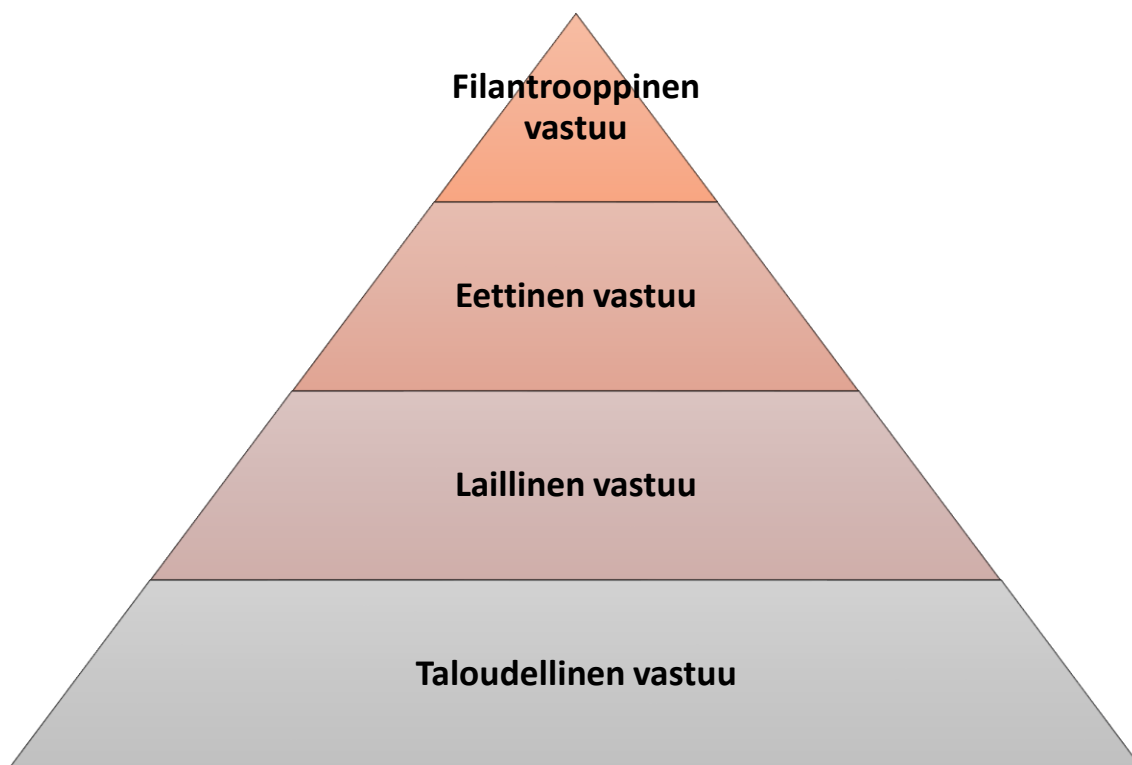 Filantrooppinen
vastuu
Eettinen vastuu
Laillinen vastuu
Taloudellinen vastuu